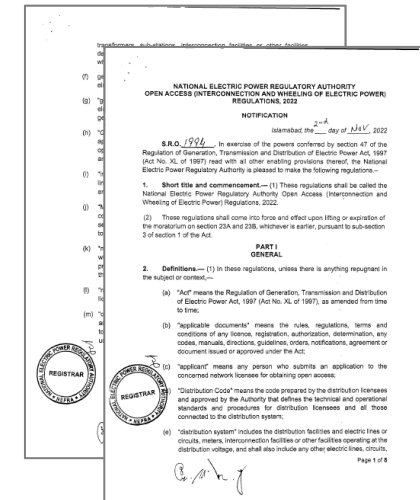 transformers, sub-stations, interconnection facilities or other facilities
(f)
(g)
(h)
(i)
(j)
(k)
(l)
(m)
NATIONAL ELECTRIC POWER REGULATORY AUTHORITY
OPEN ACCESS (INTERCONNECTION AND WHEELING OF ELECTRIC POWER)
REGULATIONS, 2022
NOTIFICATION
Islamabad, the 2nd day of Nov, 2022
S.R.O. 1994. In exercise of the powers conferred by section 47 of the
Regulation of Generation, Transmission and Distribution of Electric Power Act, 1997
(Act No. XL of 1997) read with all other enabling provisions thereof, the National
Electric Power Regulatory Authority is pleased to make the following regulations.–
1. Short title and commencement.— (1) These regulations shall be called the
National Electric Power Regulatory Authority Open Access (Interconnection and
Wheeling of Electric Power) Regulations, 2022.
(2) These regulations shall come into force and effect upon lifting or expiration of
the moratorium on section 23A and 23B, whichever is earlier, pursuant to sub-section
3 of section 1 of the Act.
PART I
GENERAL
2. Definitions.— (1) In these regulations, unless there is anything repugnant in
the subject or context,—
(a) "Act" means the Regulation of Generation, Transmission and Distribution
of Electric Power Act, 1997 (Act No. XL of 1997), as amended from time
to time;
(b) "applicable documents" means the rules, regulations, terms and
conditions of any licence, registration, authorization, determination, any
codes, manuals, directions, guidelines, orders, notifications, agreement or
document issued or approved under the Act;
(c) "applicant" means any person who submits an application to the
concerned network licensee for obtaining open access;
"Distribution Code" means the code prepared by the distribution licensees
and approved by the Authority that defines the technical and operational
standards and procedures for distribution licensees and all those
connected to the distribution system;
(e) "distribution system" includes the distribution facilities and electric lines or
circuits, meters, interconnection facilities or other facilities operating at the
distribution voltage, and shall also include any other electric lines, circuits,
Page 1 of 8
ELECTRIC POWER REGULATORY AUTHORITY
REGISTRAR
NEPRA
ELECTRIC POWER REGULATORY AUTHORITY
REGISTRAR
NEPRA